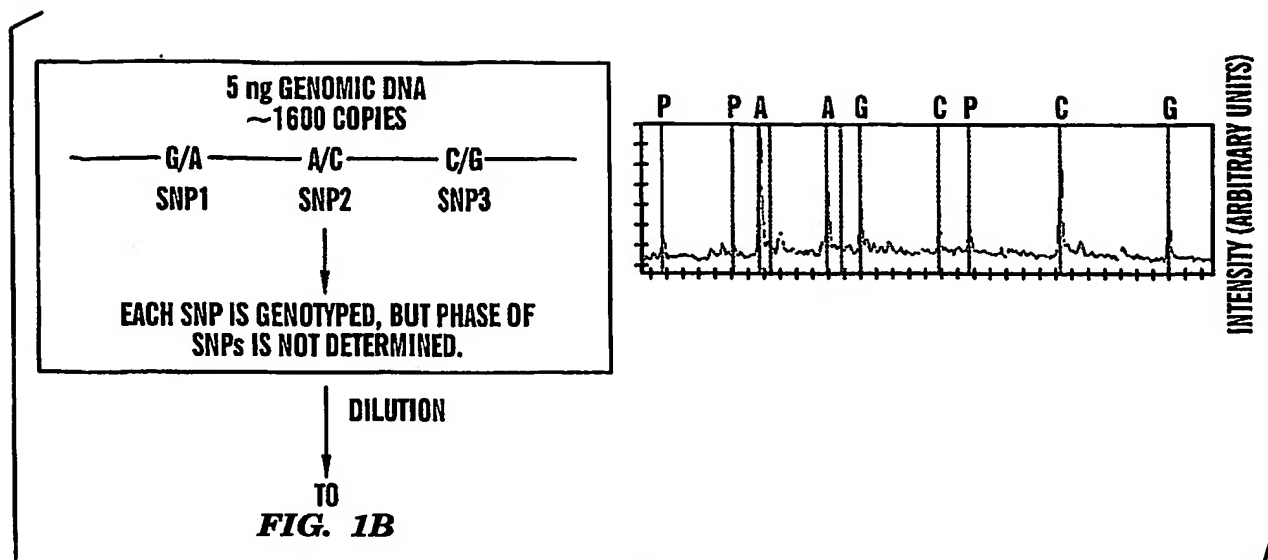 5 ng GENOMIC DNA
~1600 COPIES
G/A A/C C/G
SNP1 SNP2 SNP3
EACH SNP IS GENOTYPED, BUT PHASE OF
SNPs IS NOT DETERMINED.
DILUTION
TO
FIG. 1B
P P A A G C P C G
INTENSITY (ARBITRARY UNITS)